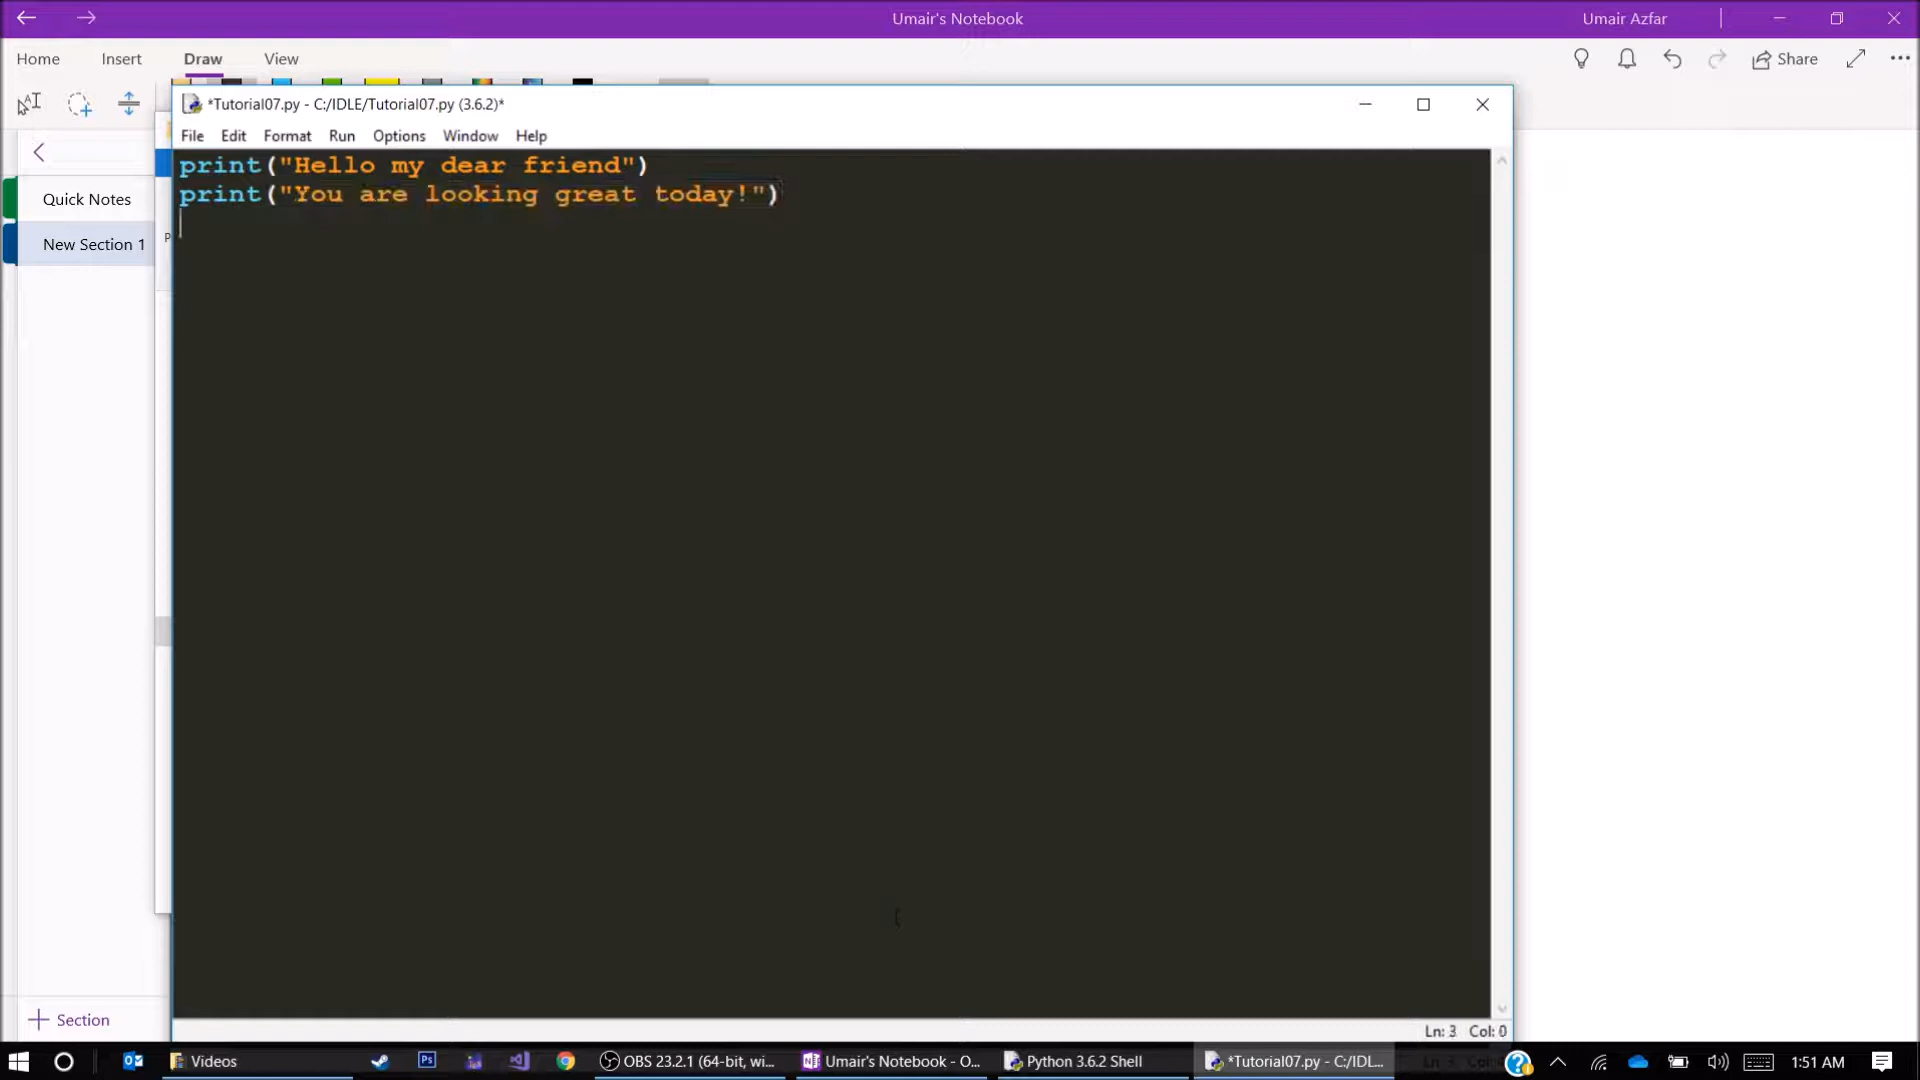 Umair's Notebook
Umair Azfar
Home Insert Draw View
Share
*Tutorial07.py - C:/IDLE/Tutorial07.py (3.6.2)*
File Edit Format Run Options Window Help
print("Hello my dear friend")
print("You are looking great today!")
Quick Notes
New Section 1
P
Section
Ln: 3 Col: 0
Videos
OBS 23.2.1 (64-bit, wi...
Umair's Notebook - O...
Python 3.6.2 Shell
*Tutorial07.py - C:/IDL...
1:51 AM